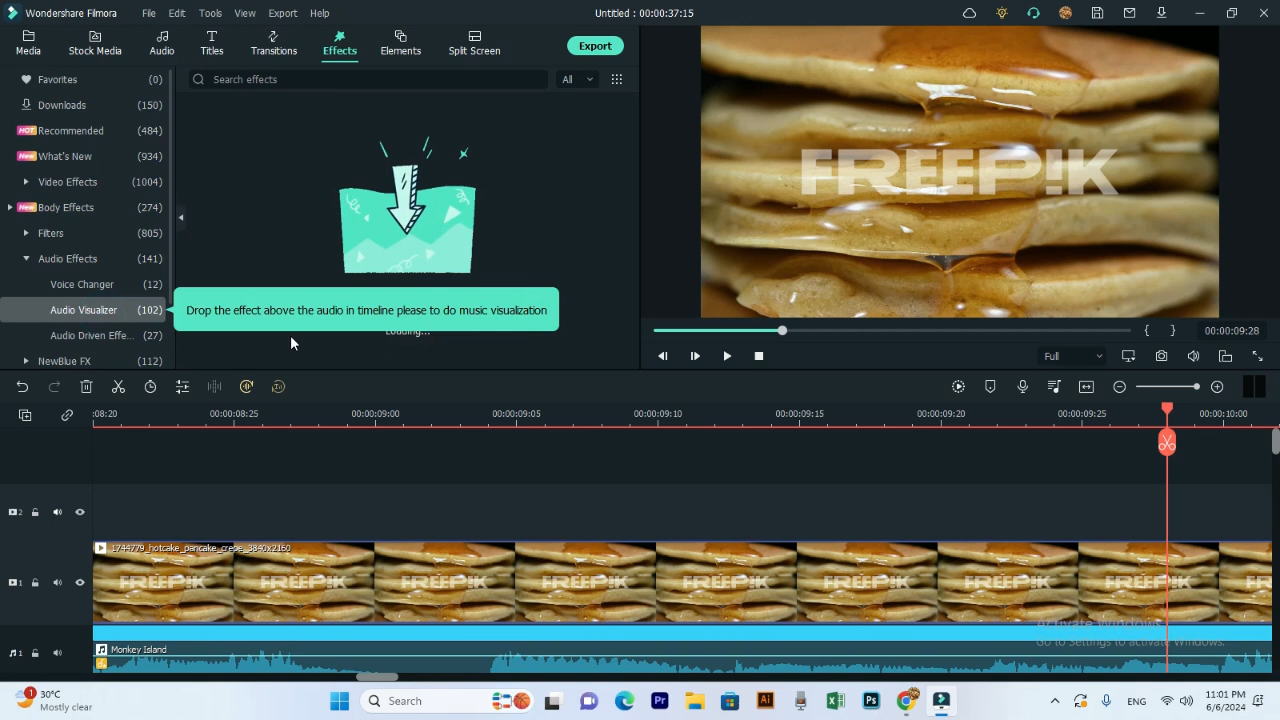 Wondershare Filmora
File
Edit
Tools
View
Export
Help
Untitled : 00:00:37:15
Media
Stock Media
Audio
Titles
Transitions
Effects
Elements
Split Screen
Export
Favorites (0)
Search effects
All
Downloads (150)
HOT Recommended (484)
New What's New (934)
Video Effects (1004)
New Body Effects (274)
Filters (805)
Audio Effects (141)
Voice Changer (12)
Audio Visualizer (102)
Drop the effect above the audio in timeline please to do music visualization
Loading...
Audio Driven Effe... (27)
NewBlue FX (112)
FREEP!K
{ } 00:00:09:28
Full
:08:20
00:00:08:25
00:00:09:00
00:00:09:05
00:00:09:10
00:00:09:15
00:00:09:20
00:00:09:25
00:00:10:00
2
1744779_hotcake_pancake_crepe_3840x2160
1
FREEP!K FREEP!K FREEP!K FREEP!K FREEP!K FREEP!K FREEP!K FREEP!K FR
Activate Windows
Go to Settings to activate Windows.
1
Monkey Island
1
30°C
Mostly clear
Search
Pr
Ai
Ps
ENG
11:01 PM
6/6/2024